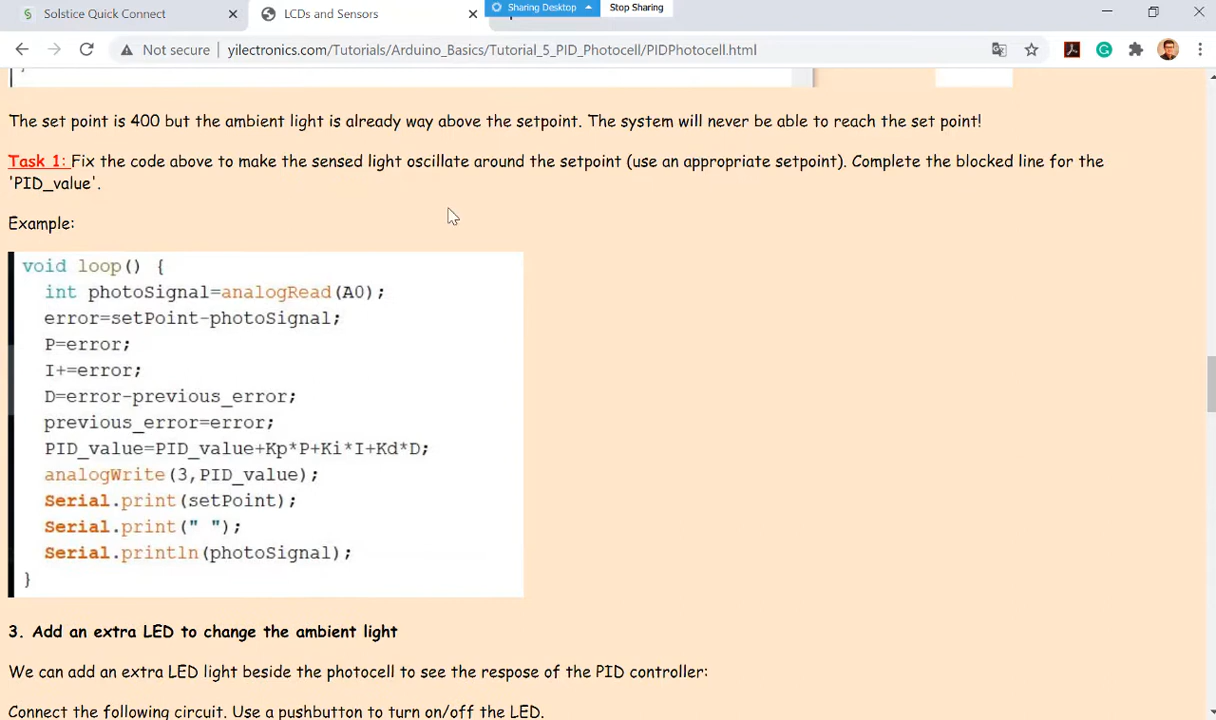 Solstice Quick Connect
LCDs and Sensors
Sharing Desktop
Stop Sharing
Not secure
yilectronics.com/Tutorials/Arduino_Basics/Tutorial_5_PID_Photocell/PIDPhotocell.html
The set point is 400 but the ambient light is already way above the setpoint. The system will never be able to reach the set point!
Task 1: Fix the code above to make the sensed light oscillate around the setpoint (use an appropriate setpoint). Complete the blocked line for the
'PID_value'.
Example:
void loop() {
int photoSignal=analogRead(A0);
error=setPoint-photoSignal;
P=error;
I+=error;
D=error-previous_error;
previous_error=error;
PID_value=PID_value+Kp*P+Ki*I+Kd*D;
analogWrite(3,PID_value);
Serial.print(setPoint);
Serial.print(" ");
Serial.println(photoSignal);
}
3. Add an extra LED to change the ambient light
We can add an extra LED light beside the photocell to see the respose of the PID controller:
Connect the following circuit. Use a pushbutton to turn on/off the LED.